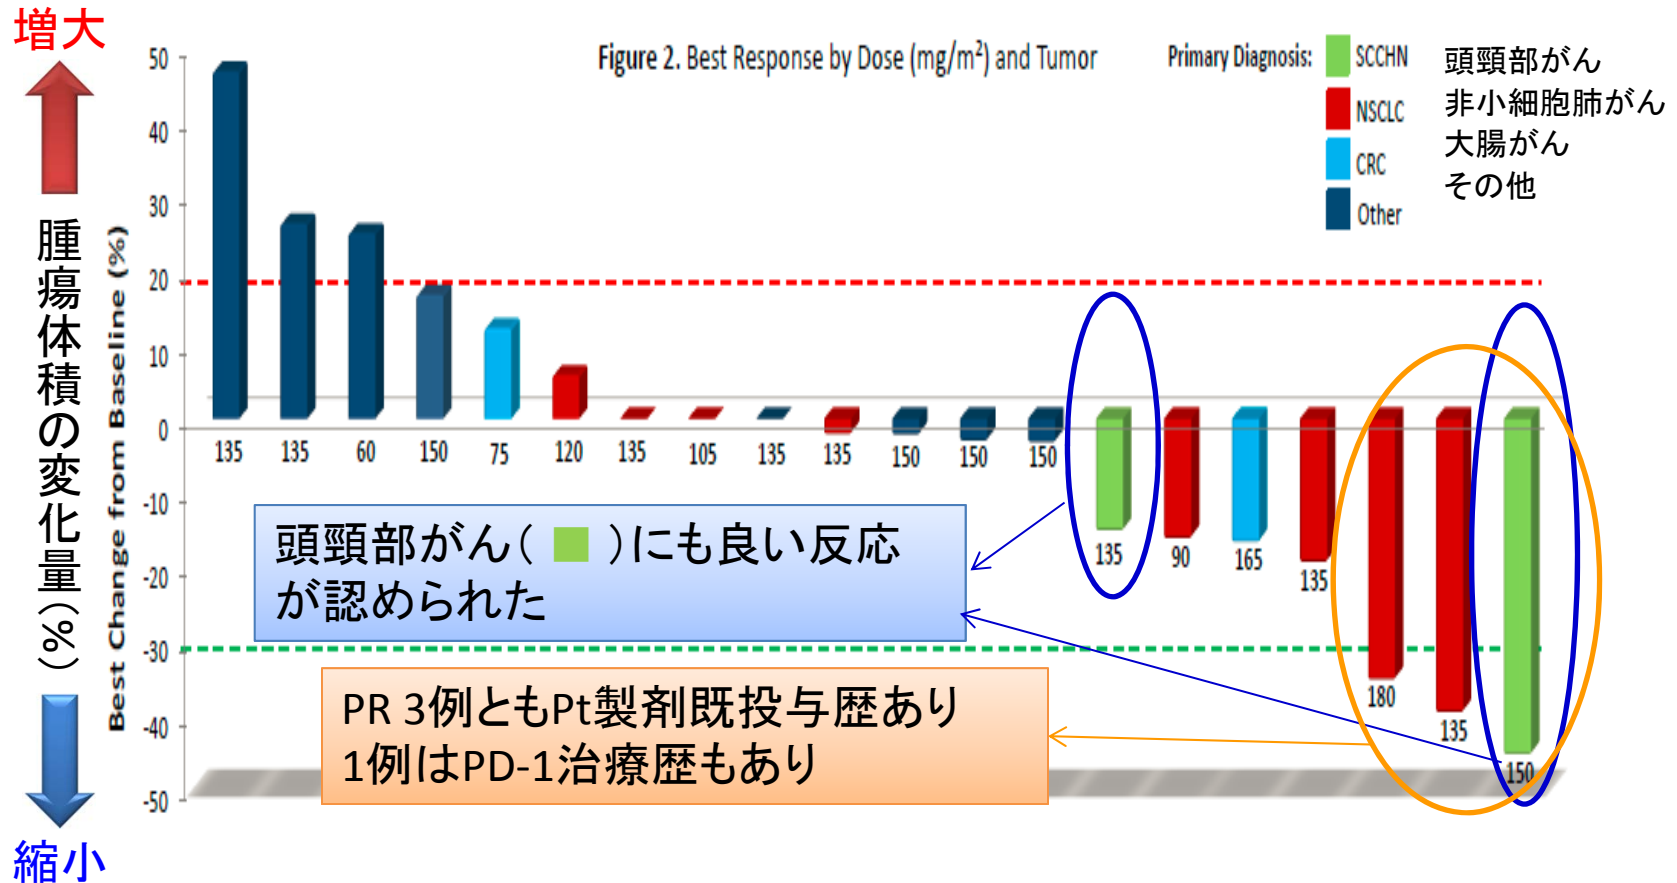 増大
Figure 2. Best Response by Dose (mg/m²) and Tumor
Primary Diagnosis:
SCCHN 頭頸部がん
NSCLC 非小細胞肺がん
CRC 大腸がん
Other その他
腫瘍体積の変化量(%)
Best Change from Baseline (%)
50
40
30
20
10
0
-10
-20
-30
-40
-50
135 135 60 150 75 120 135 105 135 135 150 150 150 135 90 165 135 180 135 150
頭頸部がん( ■ )にも良い反応
が認められた
PR 3例ともPt製剤既投与歴あり
1例はPD-1治療歴もあり
縮小